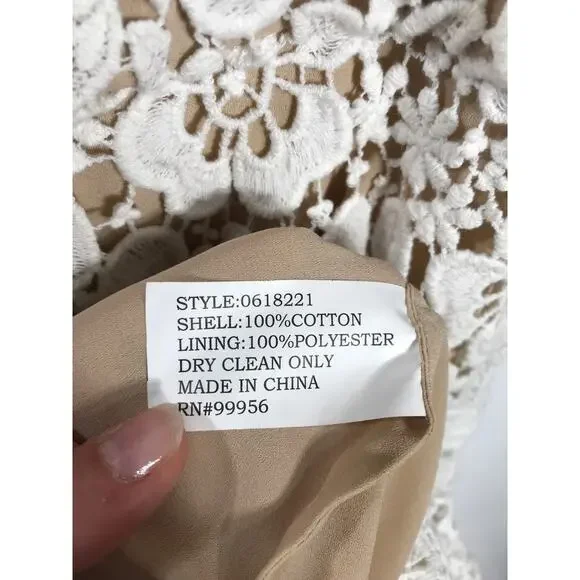 STYLE:0618221
SHELL:100%COTTON
LINING:100%POLYESTER
DRY CLEAN ONLY
MADE IN CHINA
RN#99956